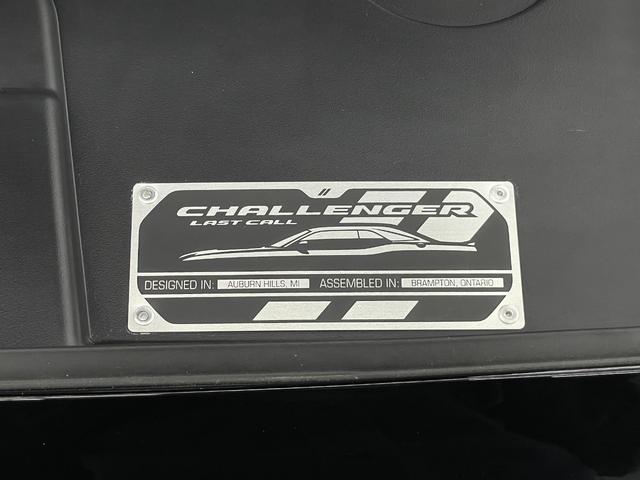 CHALLENGER
LAST CALL
DESIGNED IN: AUBURN HILLS, MI ASSEMBLED IN: BRAMPTON, ONTARIO